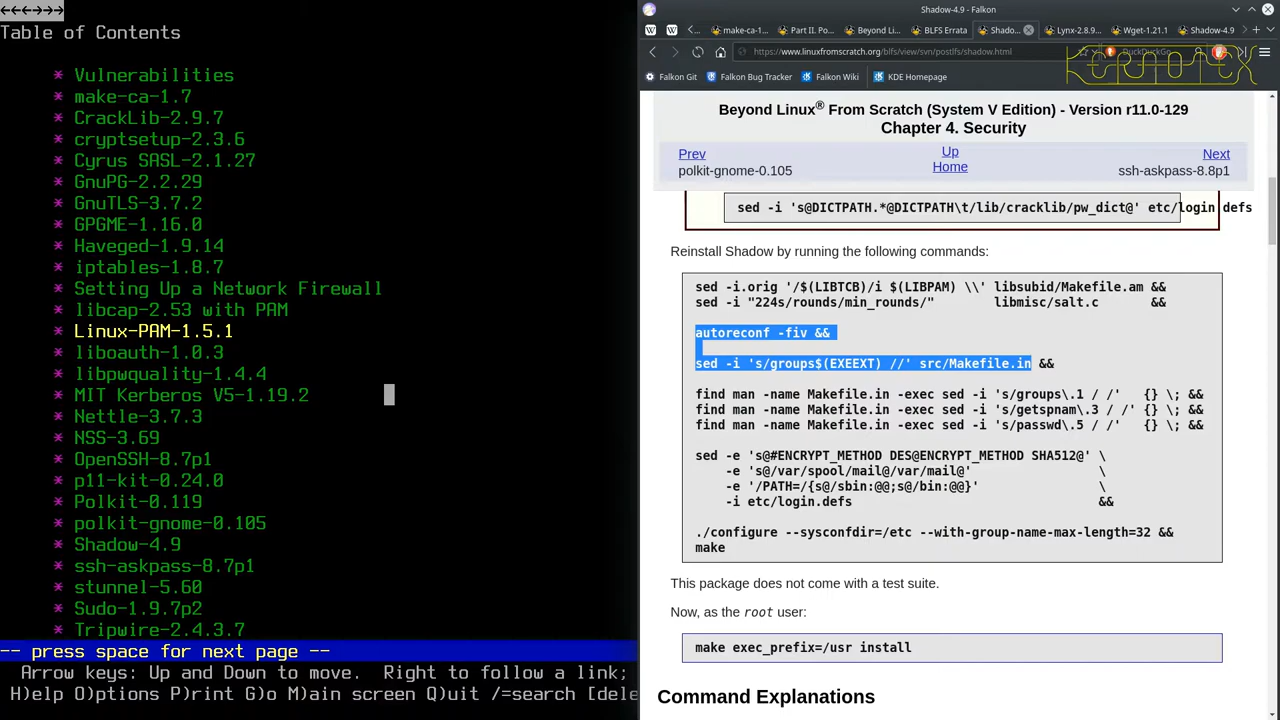 ←←←→→→
Table of Contents
* Vulnerabilities
* make-ca-1.7
* CrackLib-2.9.7
* cryptsetup-2.3.6
* Cyrus SASL-2.1.27
* GnuPG-2.2.29
* GnuTLS-3.7.2
* GPGME-1.16.0
* Haveged-1.9.14
* iptables-1.8.7
* Setting Up a Network Firewall
* libcap-2.53 with PAM
* Linux-PAM-1.5.1
* liboauth-1.0.3
* libpwquality-1.4.4
* MIT Kerberos V5-1.19.2
* Nettle-3.7.3
* NSS-3.69
* OpenSSH-8.7p1
* p11-kit-0.24.0
* Polkit-0.119
* polkit-gnome-0.105
* Shadow-4.9
* ssh-askpass-8.7p1
* stunnel-5.60
* Sudo-1.9.7p2
* Tripwire-2.4.3.7
-- press space for next page --
Arrow keys: Up and Down to move.  Right to follow a link;
H)elp O)ptions P)rint G)o M)ain screen Q)uit /=search [dele
Shadow-4.9 - Falkon
make-ca-1... Part II. Po... Beyond Li... BLFS Errata Shado... Lynx-2.8.9... Wget-1.21.1 Shadow-4.9
https://www.linuxfromscratch.org/blfs/view/svn/postlfs/shadow.html DuckDuckGo
Falkon Git Falkon Bug Tracker Falkon Wiki KDE Homepage
Beyond Linux® From Scratch (System V Edition) - Version r11.0-129
Chapter 4. Security
Prev Up Next
polkit-gnome-0.105 Home ssh-askpass-8.8p1
sed -i 's@DICTPATH.*@DICTPATH\t/lib/cracklib/pw_dict@' etc/login.defs
Reinstall Shadow by running the following commands:
sed -i.orig '/$(LIBTCB)/i $(LIBPAM) \\' libsubid/Makefile.am &&
sed -i "224s/rounds/min_rounds/"        libmisc/salt.c       &&
autoreconf -fiv &&
sed -i 's/groups$(EXEEXT) //' src/Makefile.in &&
find man -name Makefile.in -exec sed -i 's/groups\.1 / /'   {} \; &&
find man -name Makefile.in -exec sed -i 's/getspnam\.3 / /' {} \; &&
find man -name Makefile.in -exec sed -i 's/passwd\.5 / /'   {} \; &&
sed -e 's@#ENCRYPT_METHOD DES@ENCRYPT_METHOD SHA512@' \
-e 's@/var/spool/mail@/var/mail@'                 \
-e '/PATH=/{s@/sbin:@@;s@/bin:@@}'                \
-i etc/login.defs                                 &&
./configure --sysconfdir=/etc --with-group-name-max-length=32 &&
make
This package does not come with a test suite.
Now, as the root user:
make exec_prefix=/usr install
Command Explanations